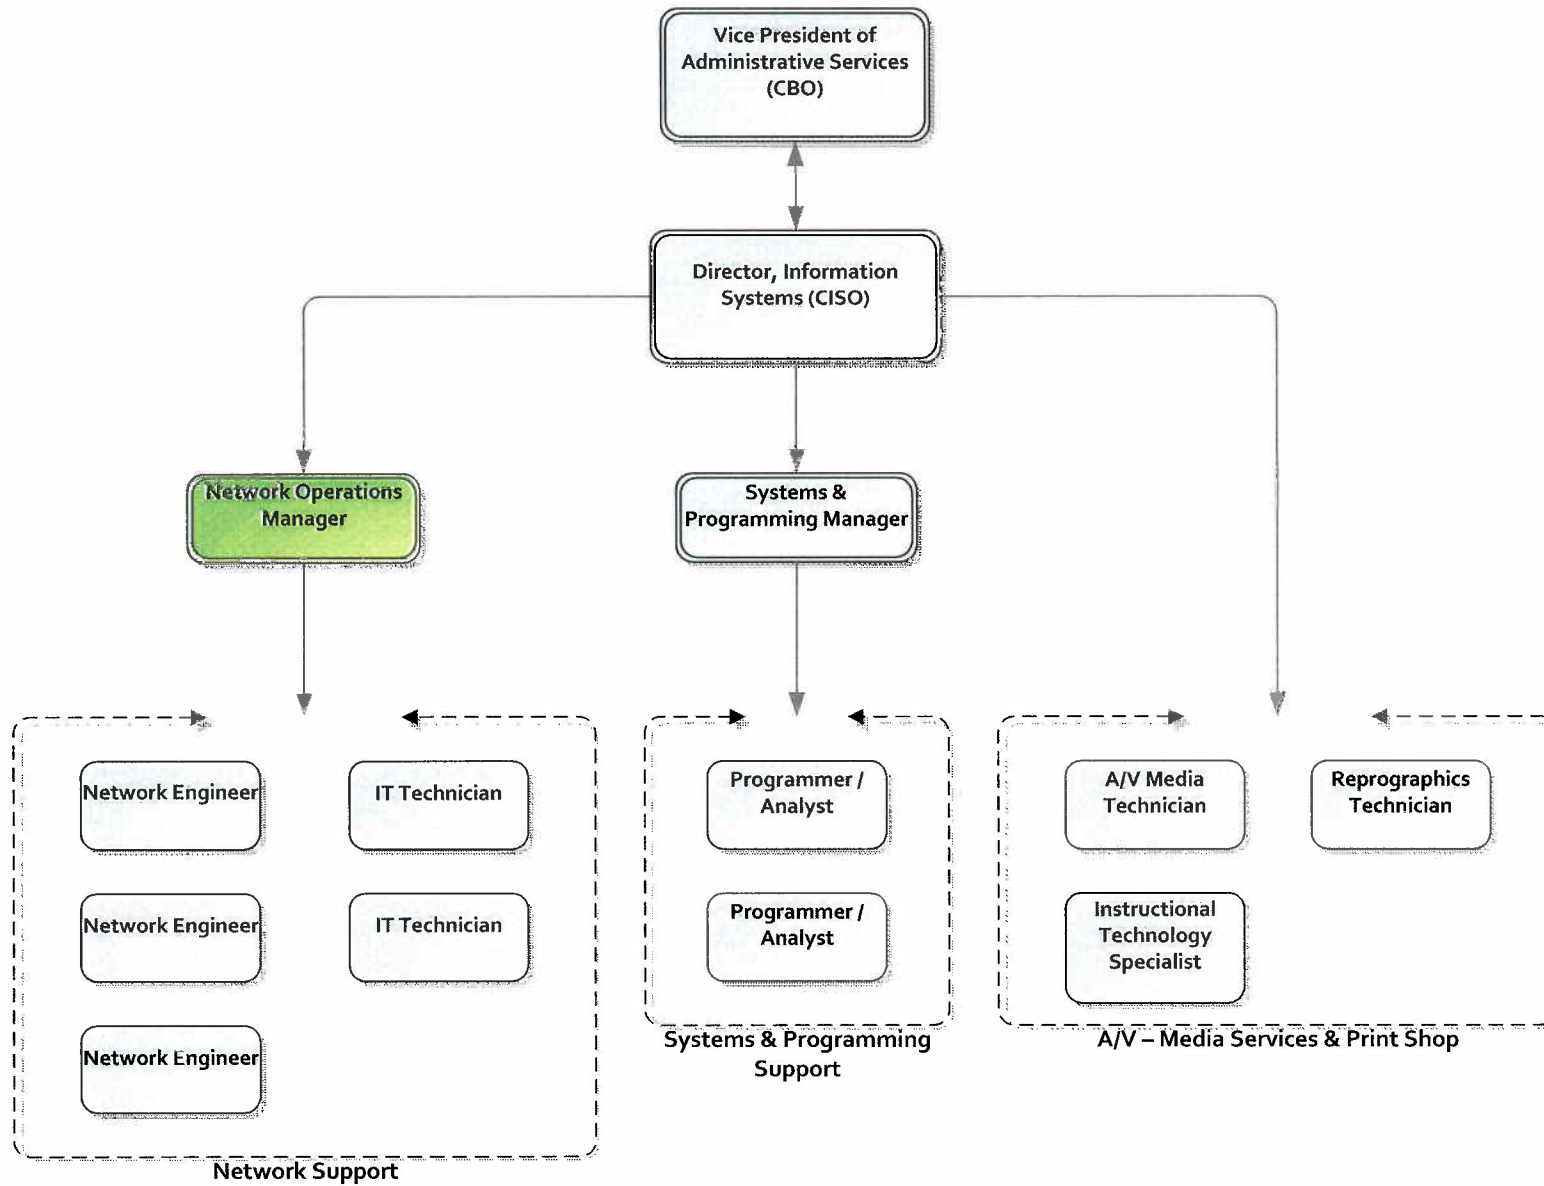 Vice President of
Administrative Services
(CBO)
Director, Information
Systems (CISO)
Network Operations
Manager
Systems &
Programming Manager
Network Engineer
IT Technician
Network Engineer
IT Technician
Network Engineer
Network Support
Programmer /
Analyst
Programmer /
Analyst
Systems & Programming
Support
A/V Media
Technician
Reprographics
Technician
Instructional
Technology
Specialist
A/V – Media Services & Print Shop